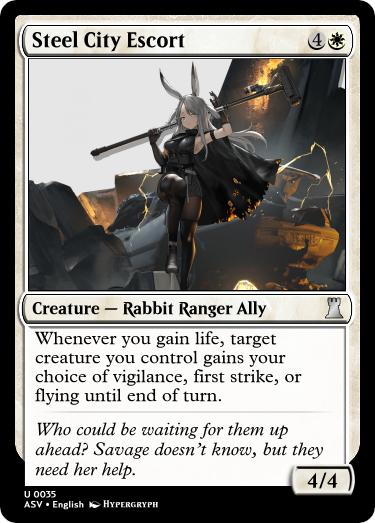 Steel City Escort 4
Creature — Rabbit Ranger Ally
Whenever you gain life, target
creature you control gains your
choice of vigilance, first strike, or
flying until end of turn.
Who could be waiting for them up
ahead? Savage doesn't know, but they
need her help.
4/4
U 0035
ASV • English HYPERGRYPH